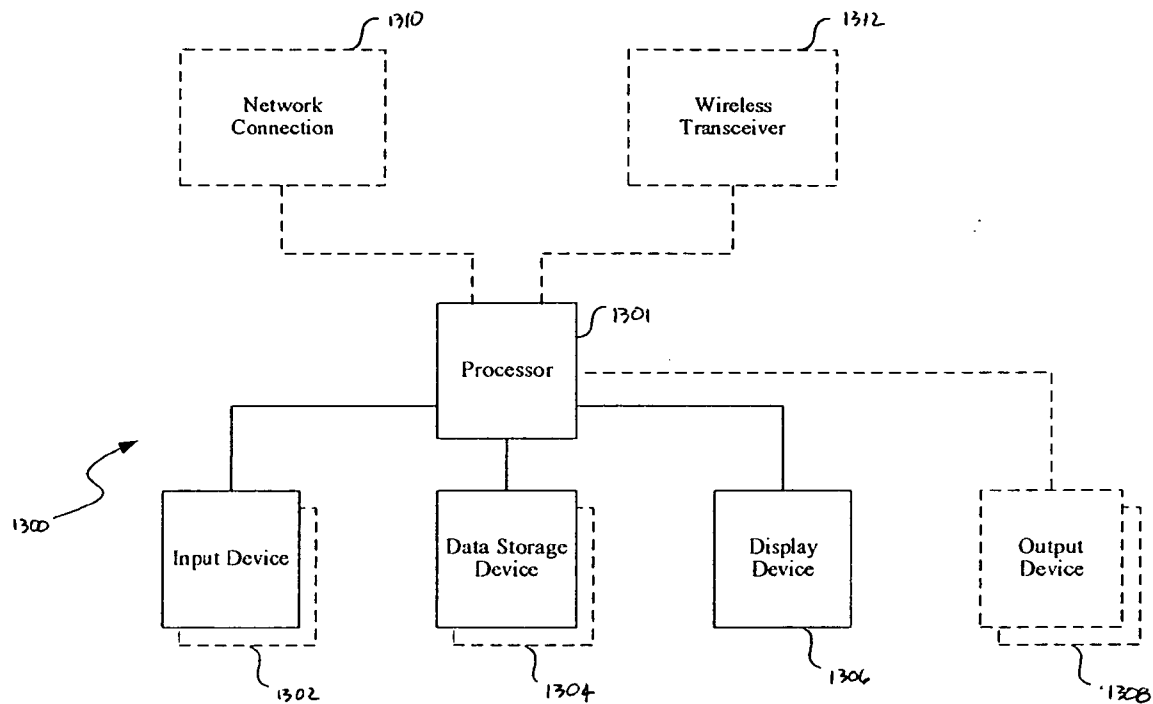 1310
1312
Network
Connection
Wireless
Transceiver
1301
Processor
1300
Input Device
Data Storage
Device
Display
Device
Output
Device
1302
1304
1306
1308